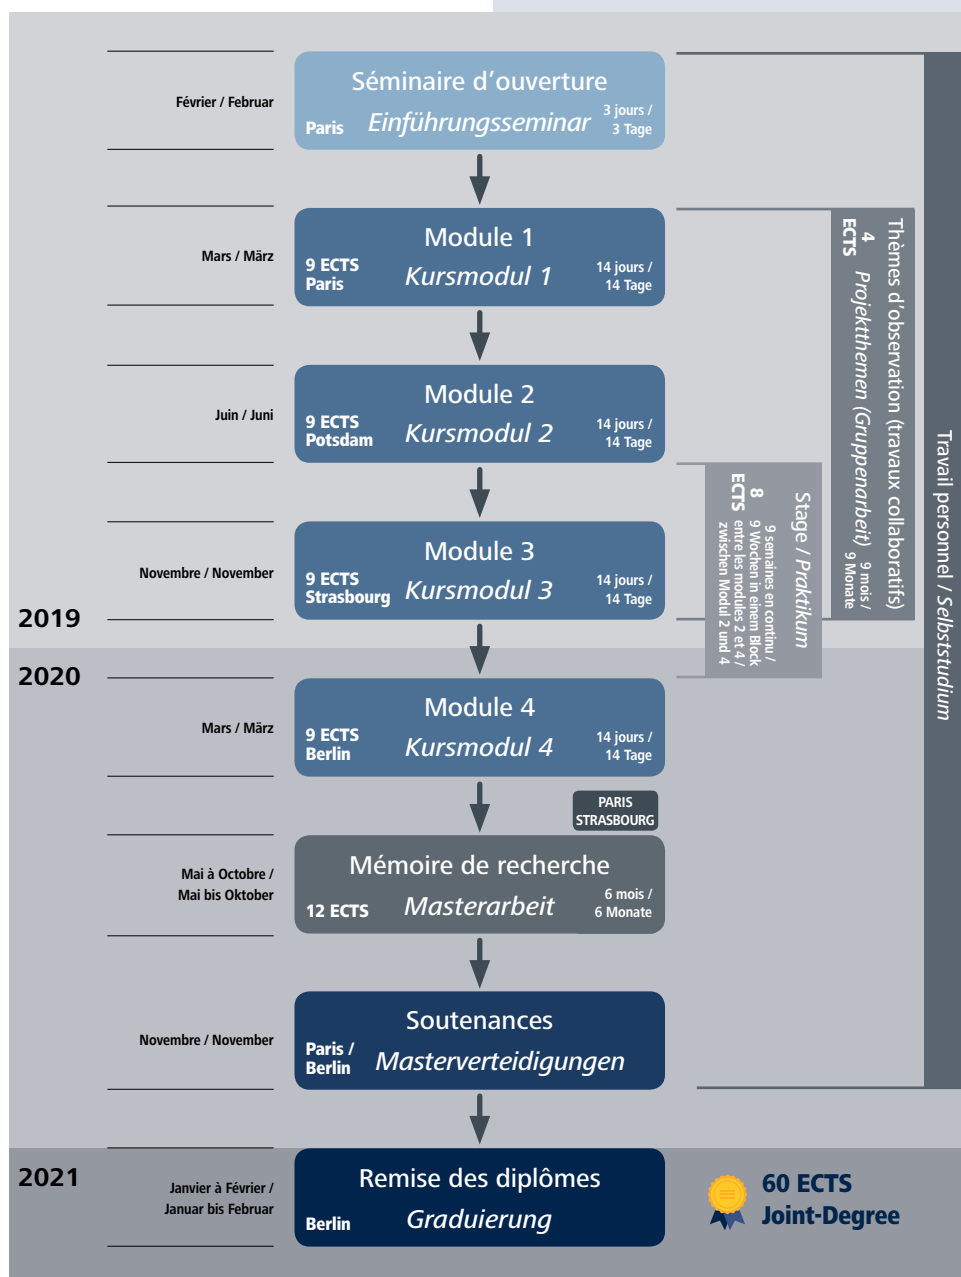 Février / Februar
Séminaire d’ouverture
Paris
Einführungsseminar
3 jours /
3 Tage
Mars / März
Module 1
9 ECTS
Paris
Kursmodul 1
14 jours /
14 Tage
Juin / Juni
Module 2
9 ECTS
Potsdam
Kursmodul 2
14 jours /
14 Tage
Novembre / November
Module 3
9 ECTS
Strasbourg
Kursmodul 3
14 jours /
14 Tage
2019
2020
Mars / März
Module 4
9 ECTS
Berlin
Kursmodul 4
14 jours /
14 Tage
PARIS
STRASBOURG
Mai à Octobre /
Mai bis Oktober
Mémoire de recherche
12 ECTS
Masterarbeit
6 mois /
6 Monate
Novembre / November
Soutenances
Paris /
Berlin
Masterverteidigungen
2021
Janvier à Février /
Januar bis Februar
Remise des diplômes
Berlin
Graduierung
60 ECTS
Joint-Degree
Stage / Praktikum
8
ECTS
9 semaines en continu /
9 Wochen in einem Block
entre les modules 2 et 4 /
zwischen Modul 2 und 4
Thèmes d’observation (travaux collaboratifs)
4
ECTS
Projektthemen (Gruppenarbeit)
9 mois /
9 Monate
Travail personnel / Selbststudium